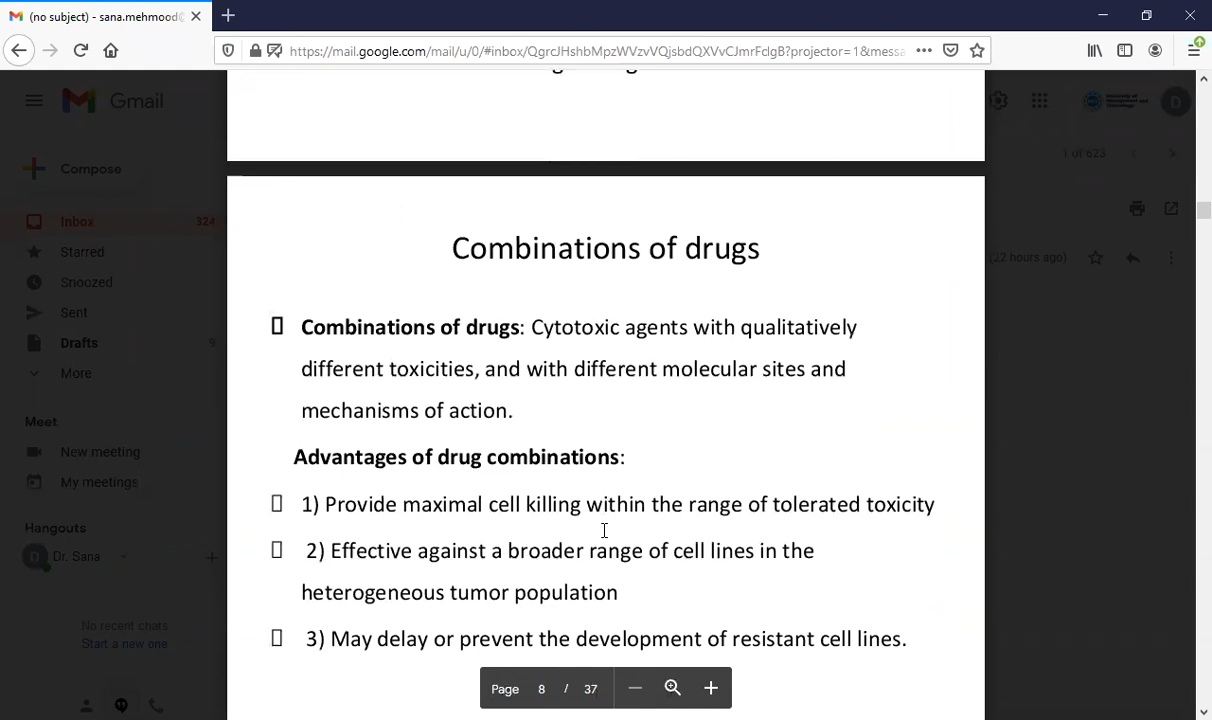 (no subject) - sana.mehmood@
https://mail.google.com/mail/u/0/#inbox/QgrcJHshbMpzWVzvVQjsbdQXVvCJmrFclgB?projector=1&messa
Gmail
1 of 623
Compose
Inbox 324
Starred
(22 hours ago)
Snoozed
Sent
Drafts 9
More
Meet
New meeting
My meetings
Hangouts
Dr. Sana
No recent chats
Start a new one
Combinations of drugs
Combinations of drugs: Cytotoxic agents with qualitatively
different toxicities, and with different molecular sites and
mechanisms of action.
Advantages of drug combinations:
1) Provide maximal cell killing within the range of tolerated toxicity
2) Effective against a broader range of cell lines in the
heterogeneous tumor population
3) May delay or prevent the development of resistant cell lines.
Page 8 / 37